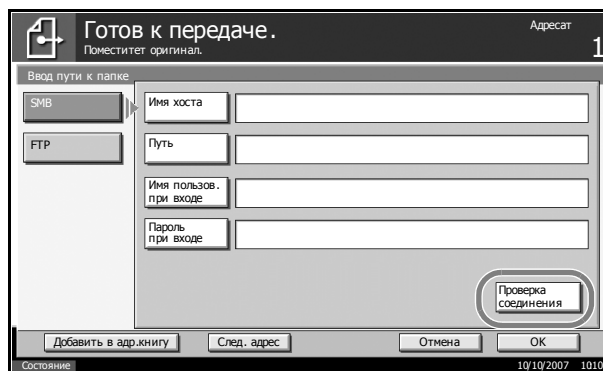 Готов к передаче.
Поместитет оригинал.
Адресат
1
Ввод пути к папке
SMB
Имя хоста
FTP
Путь
Имя пользов.
при входе
Пароль
при входе
Проверка
соединения
Добавить в адр.книгу
След. адрес
Отмена
OK
Состояние
10/10/2007 1010